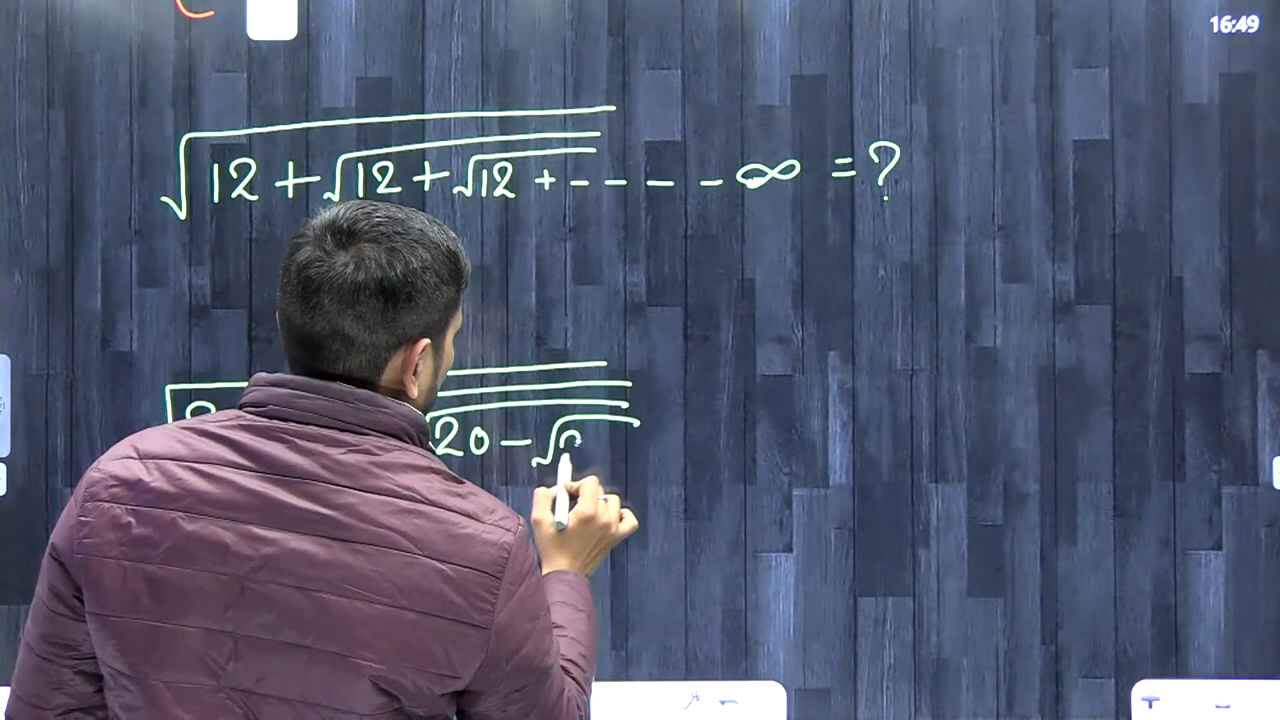 16:49
√12 + √12 + √12 + - - - - ∞ = ?
√20 - √